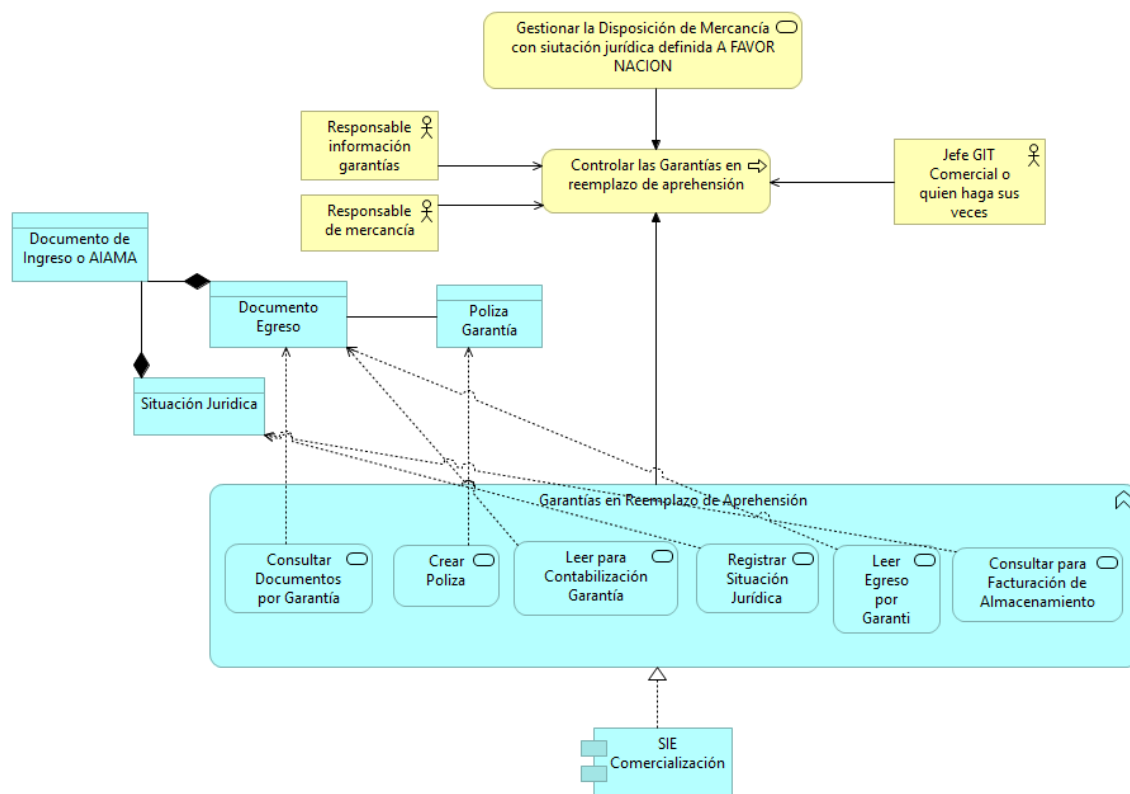 Gestionar la Disposición de Mercancía
con siutación jurídica definida A FAVOR
NACION
Responsable
información
garantías
Controlar las Garantías en
reemplazo de aprehensión
Jefe GIT
Comercial o
quien haga sus
veces
Responsable
de mercancía
Documento de
Ingreso o AIAMA
Documento
Egreso
Poliza
Garantía
Situación Juridica
Garantías en Reemplazo de Aprehensión
Consultar
Documentos
por Garantía
Crear
Poliza
Leer para
Contabilización
Garantía
Registrar
Situación
Jurídica
Leer
Egreso
por
Garanti
Consultar para
Facturación de
Almacenamiento
SIE
Comercialización